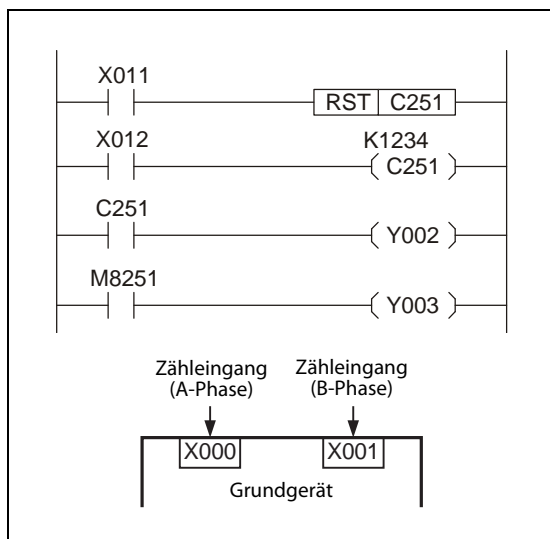 X011
RST C251
X012 K1234
C251
C251
Y002
M8251
Y003
Zähleingang Zähleingang
(A-Phase) (B-Phase)
X000 X001
Grundgerät